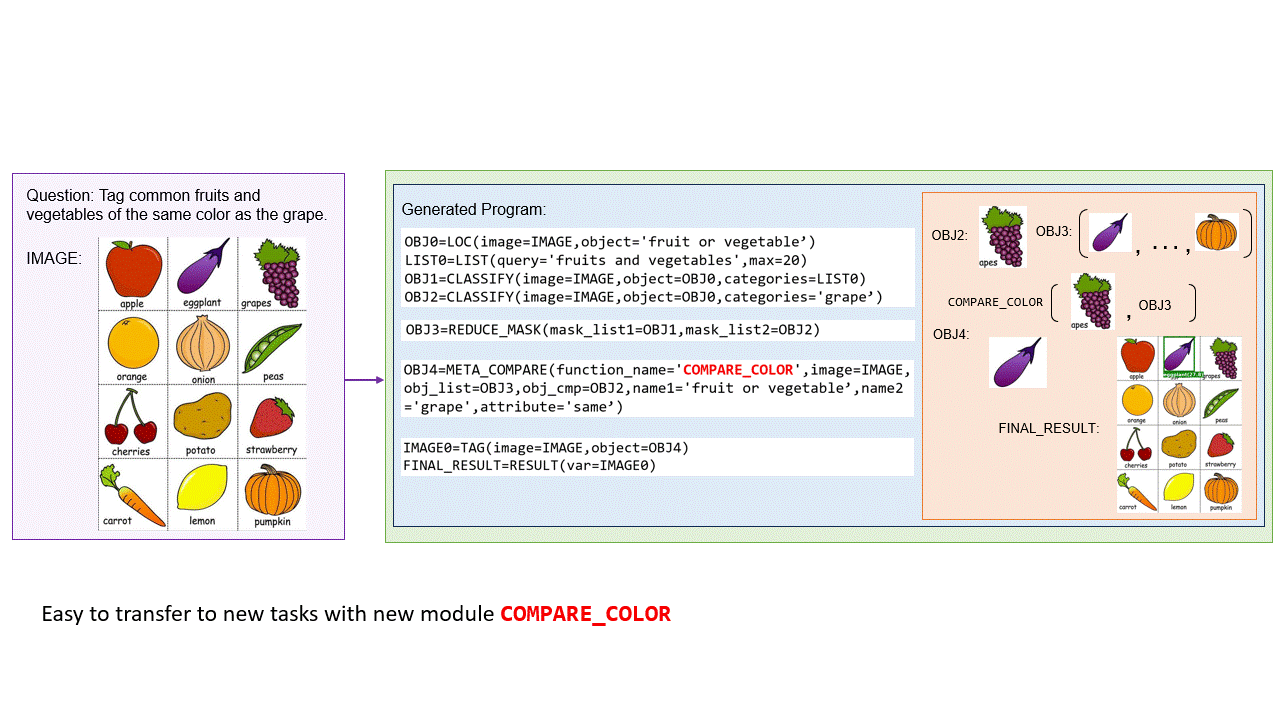 Question: Tag common fruits and
vegetables of the same color as the grape.
IMAGE:
apple
eggplant
grapes
orange
onion
peas
cherries
potato
strawberry
carrot
lemon
pumpkin
Generated Program:
OBJ0=LOC(image=IMAGE,object='fruit or vegetable’)
LIST0=LIST(query='fruits and vegetables',max=20)
OBJ1=CLASSIFY(image=IMAGE,object=OBJ0,categories=LIST0)
OBJ2=CLASSIFY(image=IMAGE,object=OBJ0,categories='grape’)
OBJ3=REDUCE_MASK(mask_list1=OBJ1,mask_list2=OBJ2)
OBJ4=META_COMPARE(function_name='COMPARE_COLOR',image=IMAGE,
obj_list=OBJ3,obj_cmp=OBJ2,name1='fruit or vegetable’,name2
='grape',attribute='same’)
IMAGE0=TAG(image=IMAGE,object=OBJ4)
FINAL_RESULT=RESULT(var=IMAGE0)
OBJ2:
apes
OBJ3:
( , ... , )
COMPARE_COLOR
( apes , OBJ3 )
OBJ4:
FINAL_RESULT:
apple
grapes
orange
onion
peas
cherries
potato
strawberry
carrot
lemon
pumpkin
Easy to transfer to new tasks with new module COMPARE_COLOR